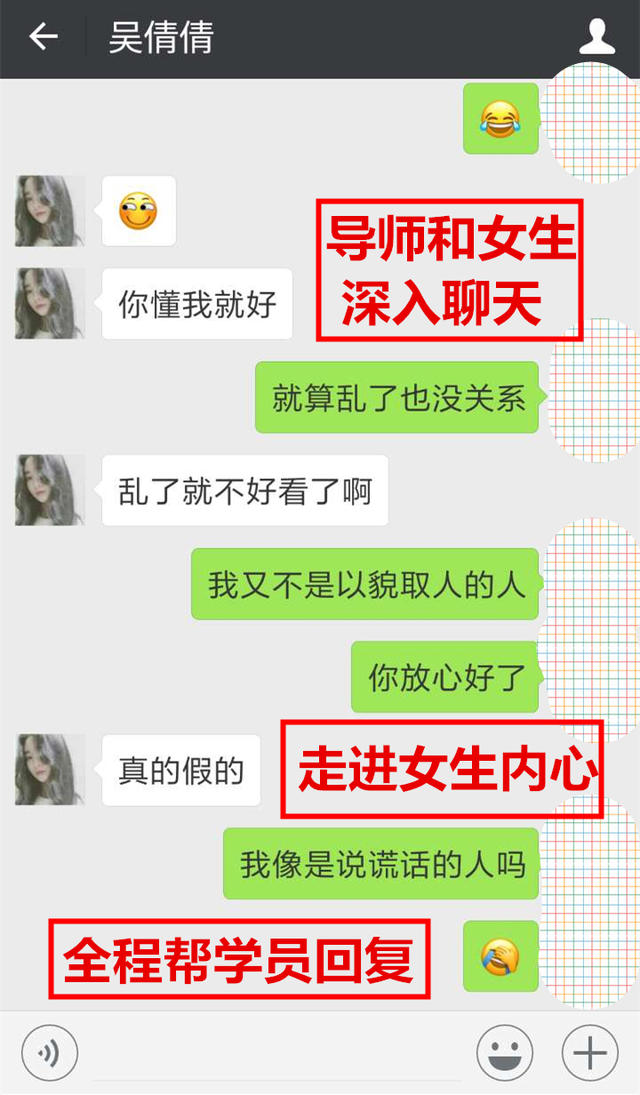 吴倩倩
导师和女生
深入聊天
你懂我就好
就算乱了也没关系
乱了就不好看了啊
我又不是以貌取人的人
你放心好了
走进女生内心
真的假的
我像是说谎话的人吗
全程帮学员回复